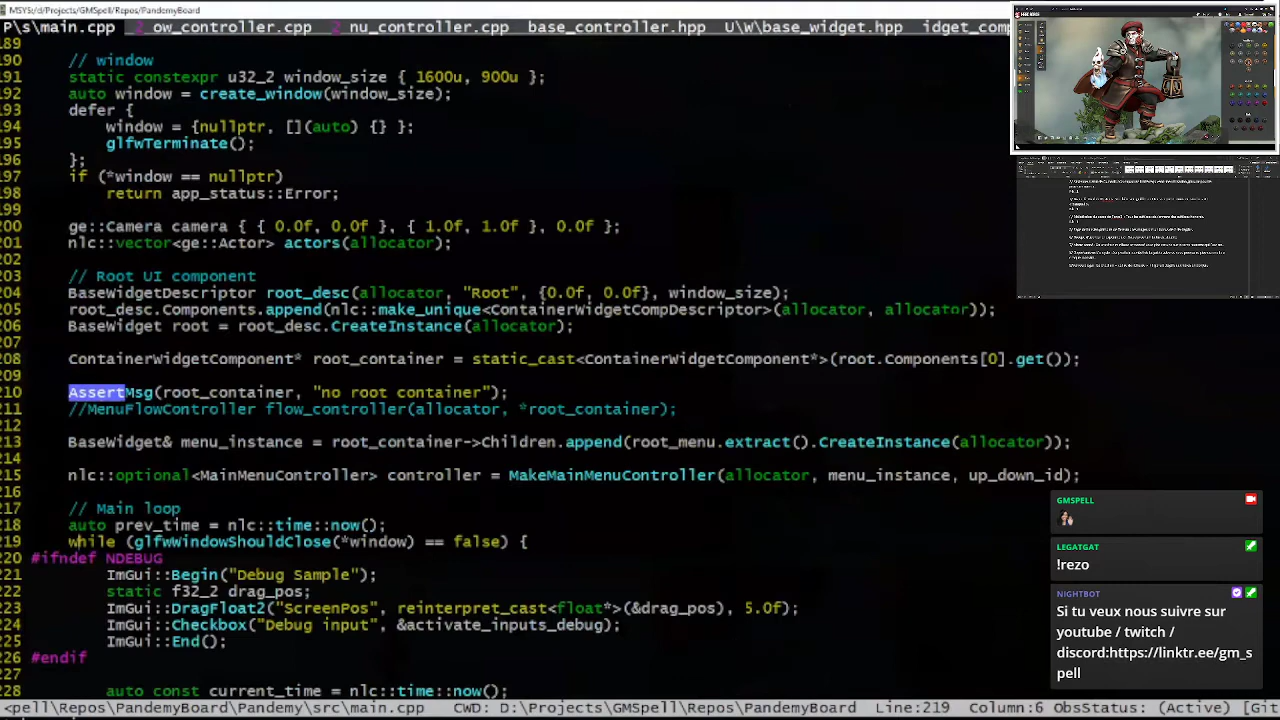 MSYS:/d/Projects/GMSpell/Repos/PandemyBoard
P\s\main.cpp ow_controller.cpp nu_controller.cpp base_controller.hpp U\w\base_widget.hpp idget_comp
189
190 // window
191 static constexpr u32_2 window_size { 1600u, 900u };
192 auto window = create_window(window_size);
193 defer {
194 window = {nullptr, [](auto) {} };
195 glfwTerminate();
196 };
197 if (*window == nullptr)
198 return app_status::Error;
199
200 ge::Camera camera { { 0.0f, 0.0f }, { 1.0f, 1.0f }, 0.0f };
201 nlc::vector<ge::Actor> actors(allocator);
202
203 // Root UI component
204 BaseWidgetDescriptor root_desc(allocator, "Root", {0.0f, 0.0f}, window_size);
205 root_desc.Components.append(nlc::make_unique<ContainerWidgetCompDescriptor>(allocator, allocator));
206 BaseWidget root = root_desc.CreateInstance(allocator);
207
208 ContainerWidgetComponent* root_container = static_cast<ContainerWidgetComponent*>(root.Components[0].get());
209
210 AssertMsg(root_container, "no root container");
211 //MenuFlowController flow_controller(allocator, *root_container);
212
213 BaseWidget& menu_instance = root_container->Children.append(root_menu.extract().CreateInstance(allocator));
214
215 nlc::optional<MainMenuController> controller = MakeMainMenuController(allocator, menu_instance, up_down_id);
216
217 // Main loop
218 auto prev_time = nlc::time::now();
219 while (glfwWindowShouldClose(*window) == false) {
220 #ifndef NDEBUG
221 ImGui::Begin("Debug Sample");
222 static f32_2 drag_pos;
223 ImGui::DragFloat2("ScreenPos", reinterpret_cast<float*>(&drag_pos), 5.0f);
224 ImGui::Checkbox("Debug input", &activate_inputs_debug);
225 ImGui::End();
226 #endif
227
228 auto const current_time = nlc::time::now();
<pell\Repos\PandemyBoard\Pandemy\src\main.cpp CWD: D:\Projects\GMSpell\Repos\PandemyBoard Line:219 Column:6 ObsStatus: (Active) [Git
GMSPELL
LEGATGAT
!rezo
NIGHTBOT
Si tu veux nous suivre sur
youtube / twitch /
discord:https://linktr.ee/gm_s
pell